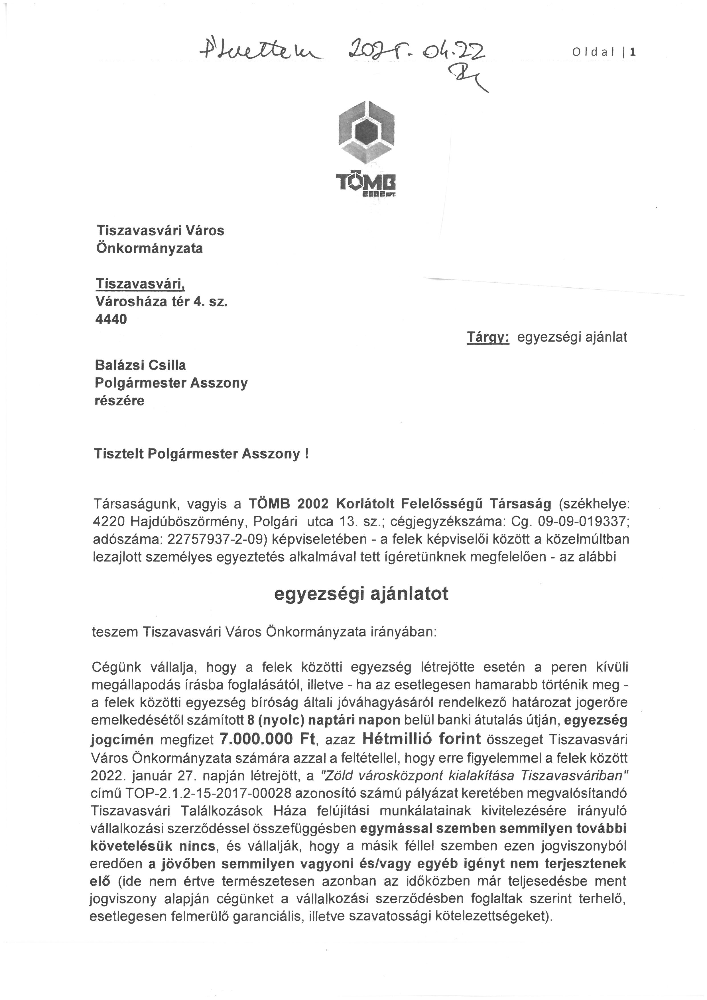 Átvettem 2025. 04.22
Oldal | 1
TÖMB
2002 KFT.
Tiszavasvári Város
Önkormányzata
Tiszavasvári,
Városháza tér 4. sz.
4440
Tárgy: egyezségi ajánlat
Balázsi Csilla
Polgármester Asszony
részére
Tisztelt Polgármester Asszony !
Társaságunk, vagyis a TÖMB 2002 Korlátolt Felelősségű Társaság (székhelye:
4220 Hajdúböszörmény, Polgári utca 13. sz.; cégjegyzékszáma: Cg. 09-09-019337;
adószáma: 22757937-2-09) képviseletében - a felek képviselői között a közelmúltban
lezajlott személyes egyeztetés alkalmával tett ígéretünknek megfelelően - az alábbi
egyezségi ajánlatot
teszem Tiszavasvári Város Önkormányzata irányában:
Cégünk vállalja, hogy a felek közötti egyezség létrejötte esetén a peren kívüli
megállapodás írásba foglalásától, illetve - ha az esetlegesen hamarabb történik meg -
a felek közötti egyezség bíróság általi jóváhagyásáról rendelkező határozat jogerőre
emelkedésétől számított 8 (nyolc) naptári napon belül banki átutalás útján, egyezség
jogcímén megfizet 7.000.000 Ft, azaz Hétmillió forint összeget Tiszavasvári
Város Önkormányzata számára azzal a feltétellel, hogy erre figyelemmel a felek között
2022. január 27. napján létrejött, a "Zöld városközpont kialakítása Tiszavasváriban"
című TOP-2.1.2-15-2017-00028 azonosító számú pályázat keretében megvalósítandó
Tiszavasvári Találkozások Háza felújítási munkálatainak kivitelezésére irányuló
vállalkozási szerződéssel összefüggésben egymással szemben semmilyen további
követelésük nincs, és vállalják, hogy a másik féllel szemben ezen jogviszonyból
eredően a jövőben semmilyen vagyoni és/vagy egyéb igényt nem terjesztenek
elő (ide nem értve természetesen azonban az időközben már teljesedésbe ment
jogviszony alapján cégünket a vállalkozási szerződésben foglaltak szerint terhelő,
esetlegesen felmerülő garanciális, illetve szavatossági kötelezettségeket).